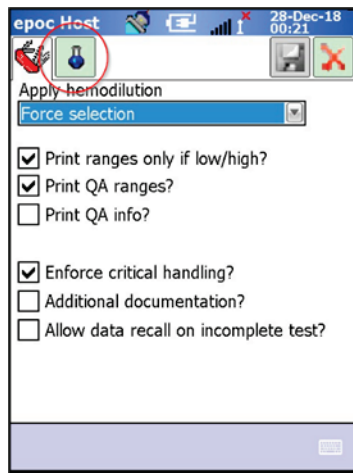 epoc Host
28-Dec-18
00:21
Apply hemodilution
Force selection
Print ranges only if low/high?
Print QA ranges?
Print QA info?
Enforce critical handling?
Additional documentation?
Allow data recall on incomplete test?